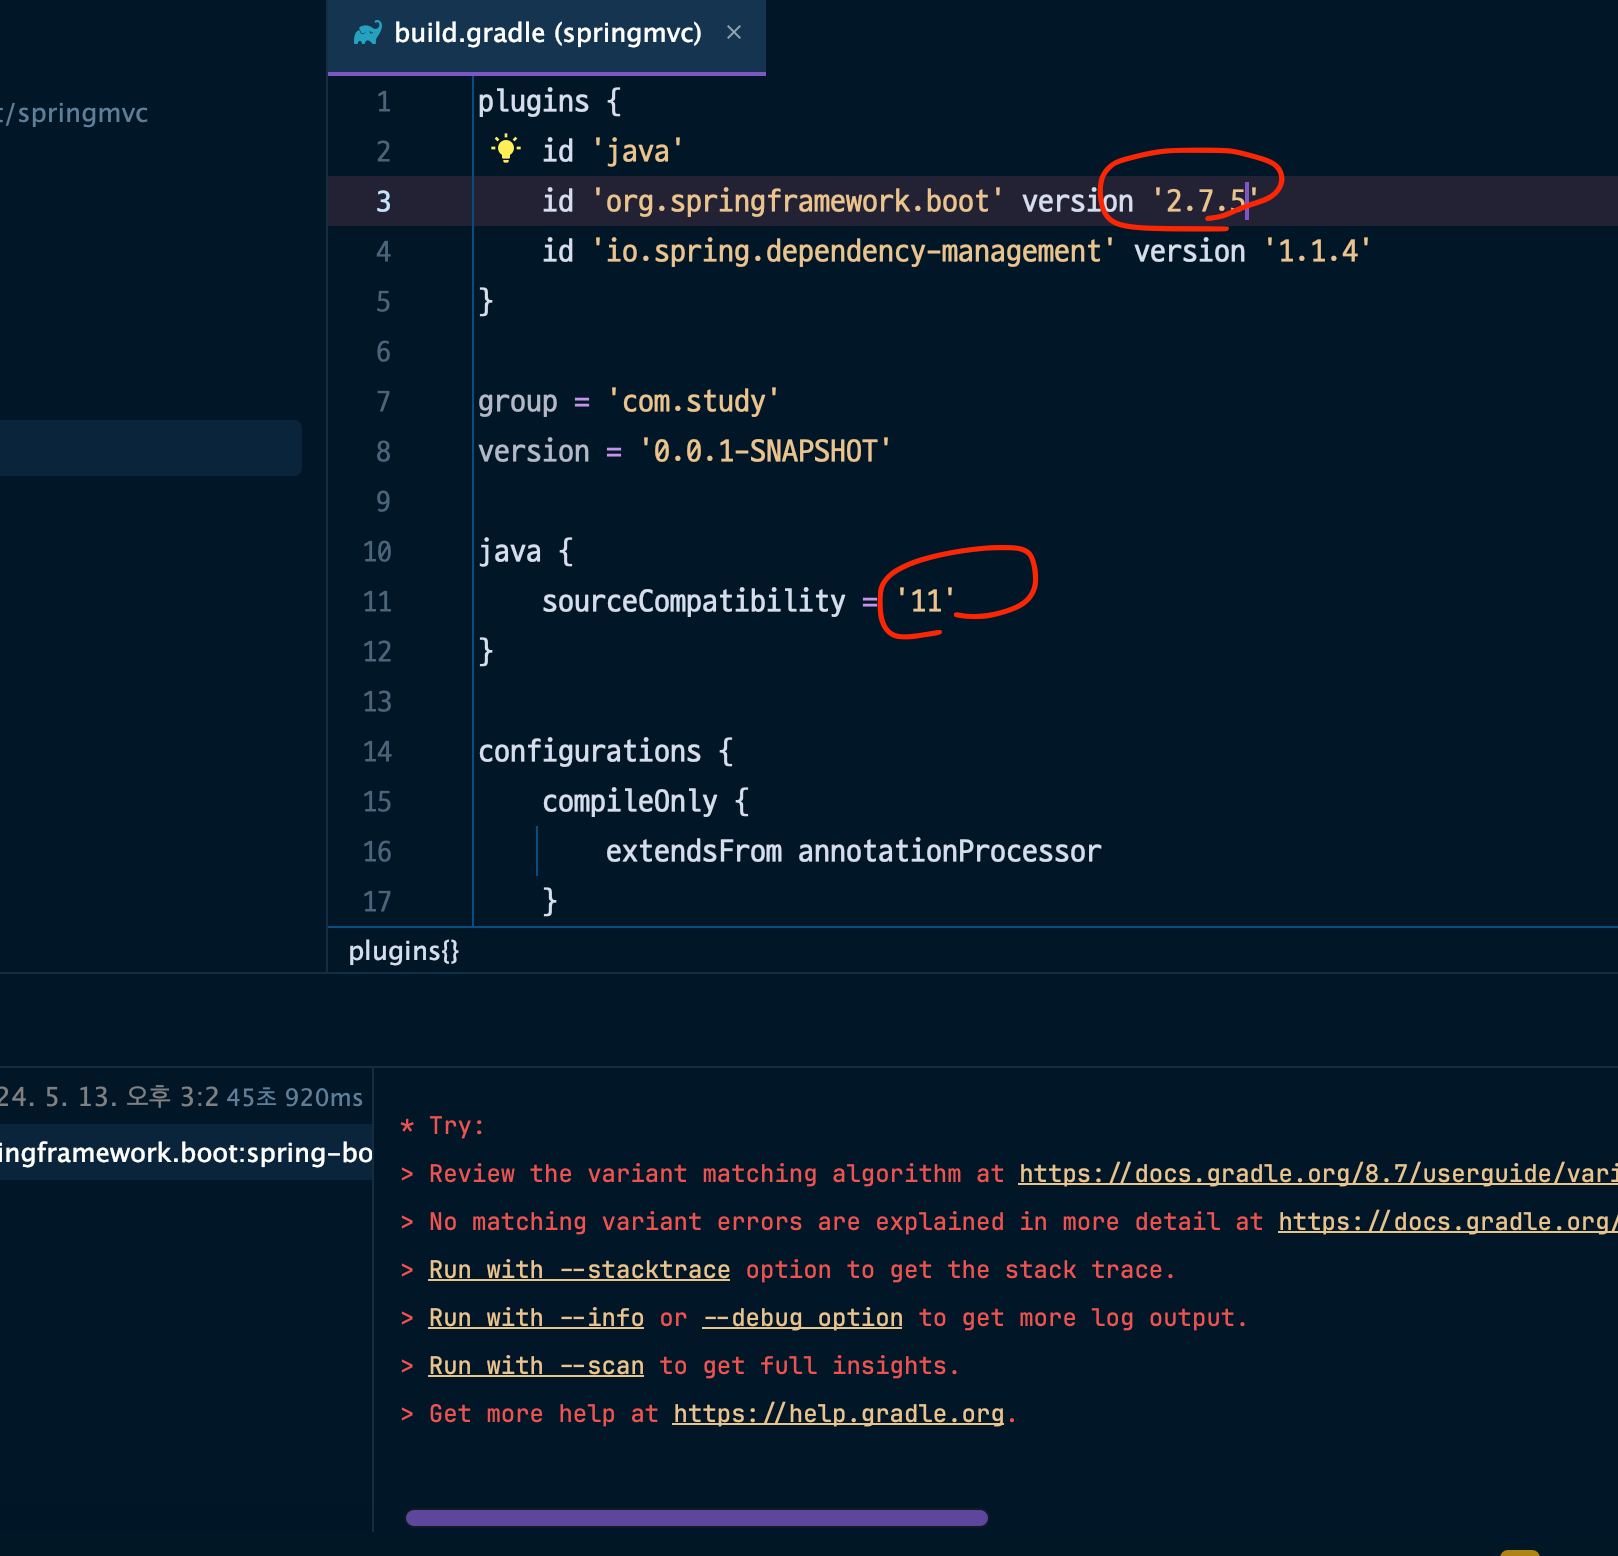 build.gradle (springmvc) ×
t/springmvc
1 plugins {
2 id 'java'
3 id 'org.springframework.boot' version '2.7.5'
4 id 'io.spring.dependency-management' version '1.1.4'
5 }
6
7 group = 'com.study'
8 version = '0.0.1-SNAPSHOT'
9
10 java {
11 sourceCompatibility = '11'
12 }
13
14 configurations {
15 compileOnly {
16 extendsFrom annotationProcessor
17 }
plugins{}
24. 5. 13. 오후 3:2 45초 920ms
ingframework.boot:spring-bo
* Try:
> Review the variant matching algorithm at https://docs.gradle.org/8.7/userguide/vari
> No matching variant errors are explained in more detail at https://docs.gradle.org/
> Run with --stacktrace option to get the stack trace.
> Run with --info or --debug option to get more log output.
> Run with --scan to get full insights.
> Get more help at https://help.gradle.org.